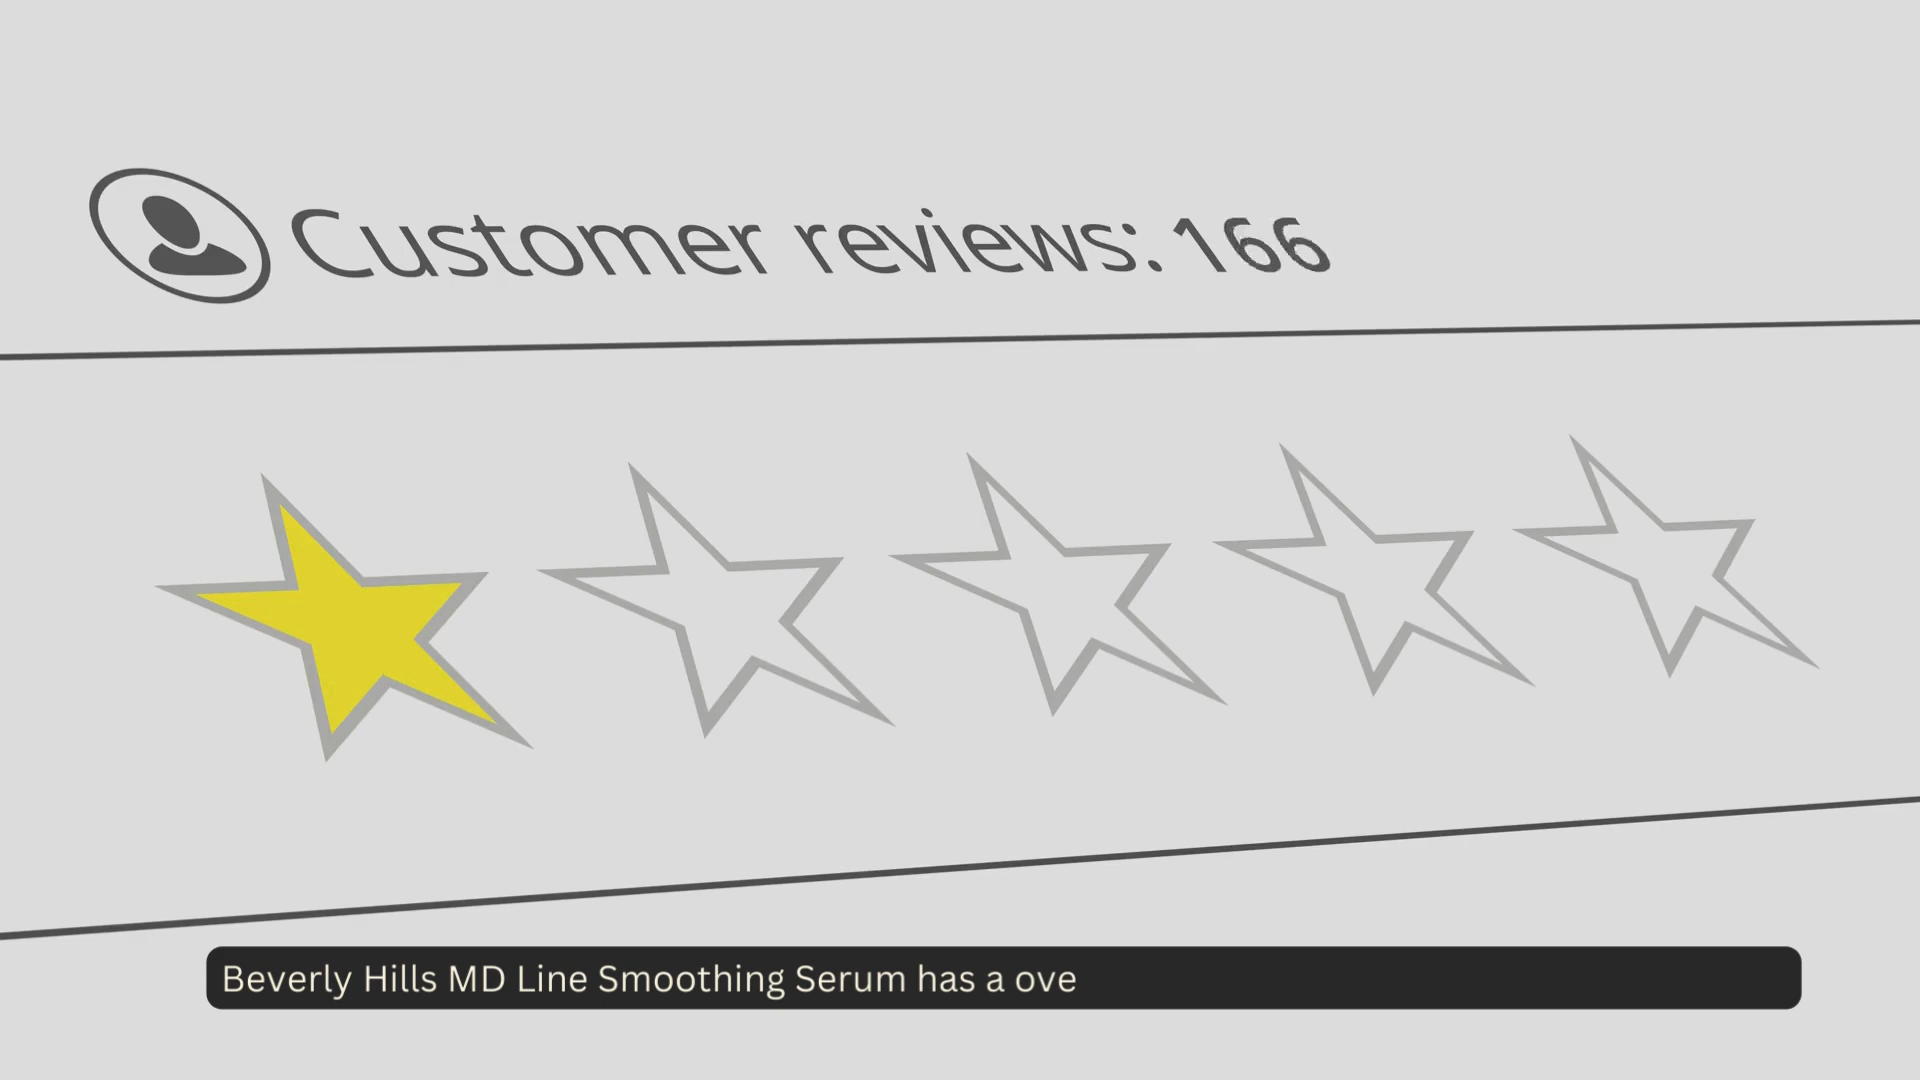 Customer reviews: 166
Beverly Hills MD Line Smoothing Serum has a ove